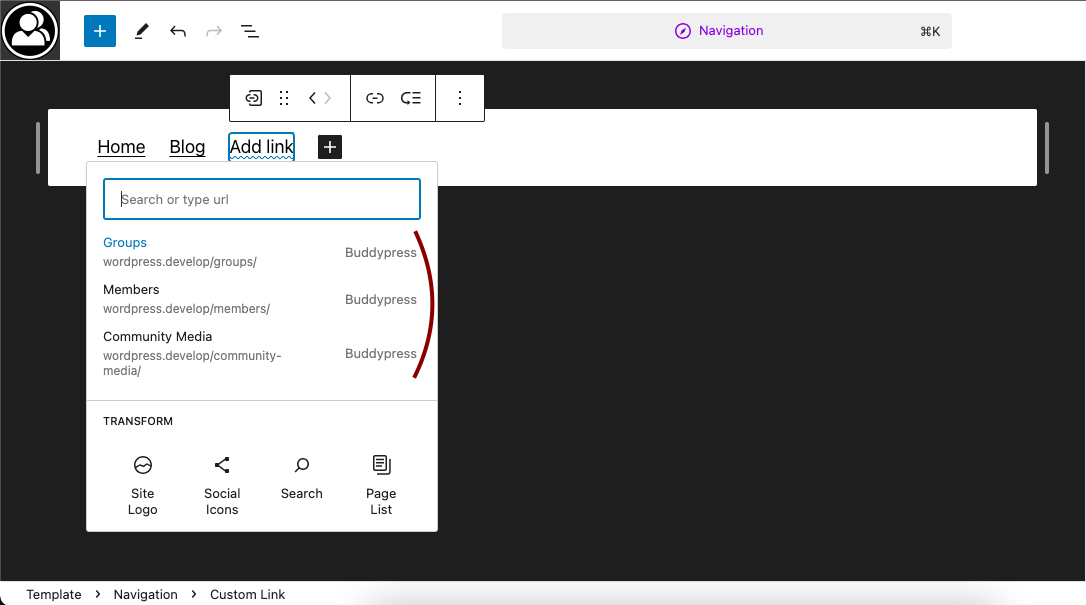 Navigation
⌘K
Home
Blog
Add link
Search or type url
Groups
wordpress.develop/groups/
Buddypress
Members
wordpress.develop/members/
Buddypress
Community Media
wordpress.develop/community-
media/
Buddypress
TRANSFORM
Site
Logo
Social
Icons
Search
Page
List
Template > Navigation > Custom Link